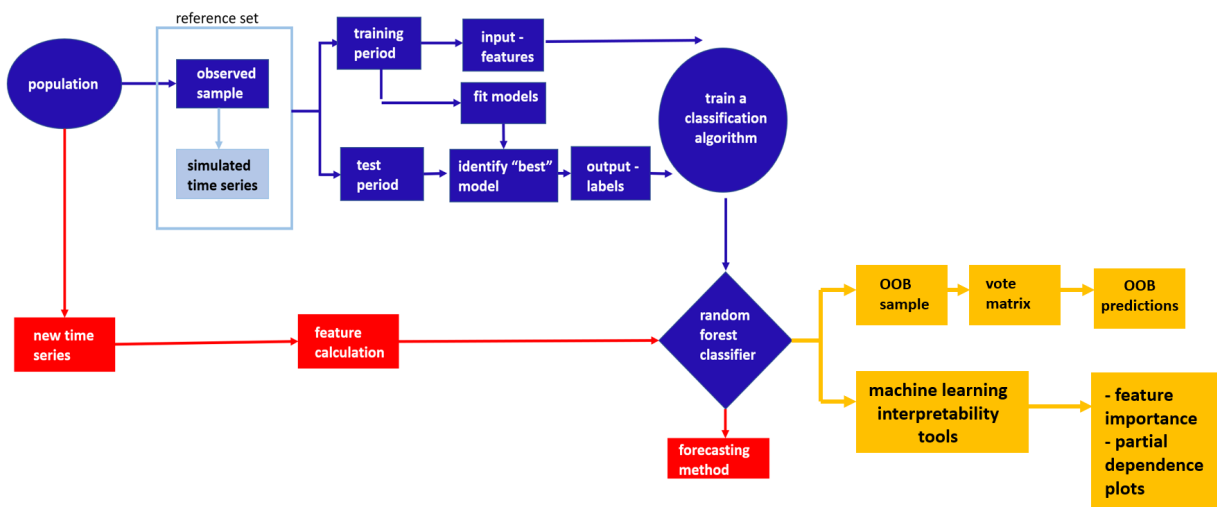 reference set
population
observed
sample
simulated
time series
training
period
input -
features
fit models
test
period
identify “best”
model
output -
labels
train a
classification
algorithm
new time
series
feature
calculation
random
forest
classifier
forecasting
method
OOB
sample
vote
matrix
OOB
predictions
machine learning
interpretability
tools
- feature
importance
- partial
dependence
plots